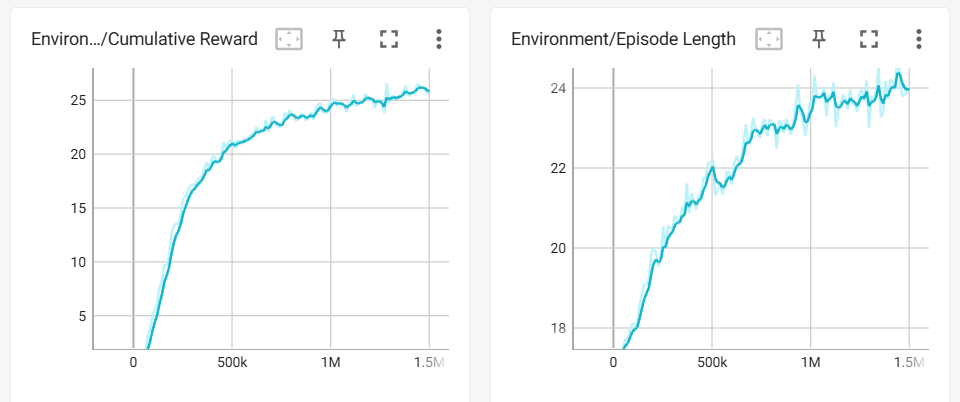 Environ.../Cumulative Reward
25
20
15
10
5
0 500k 1M 1.5M
Environment/Episode Length
24
22
20
18
0 500k 1M 1.5M